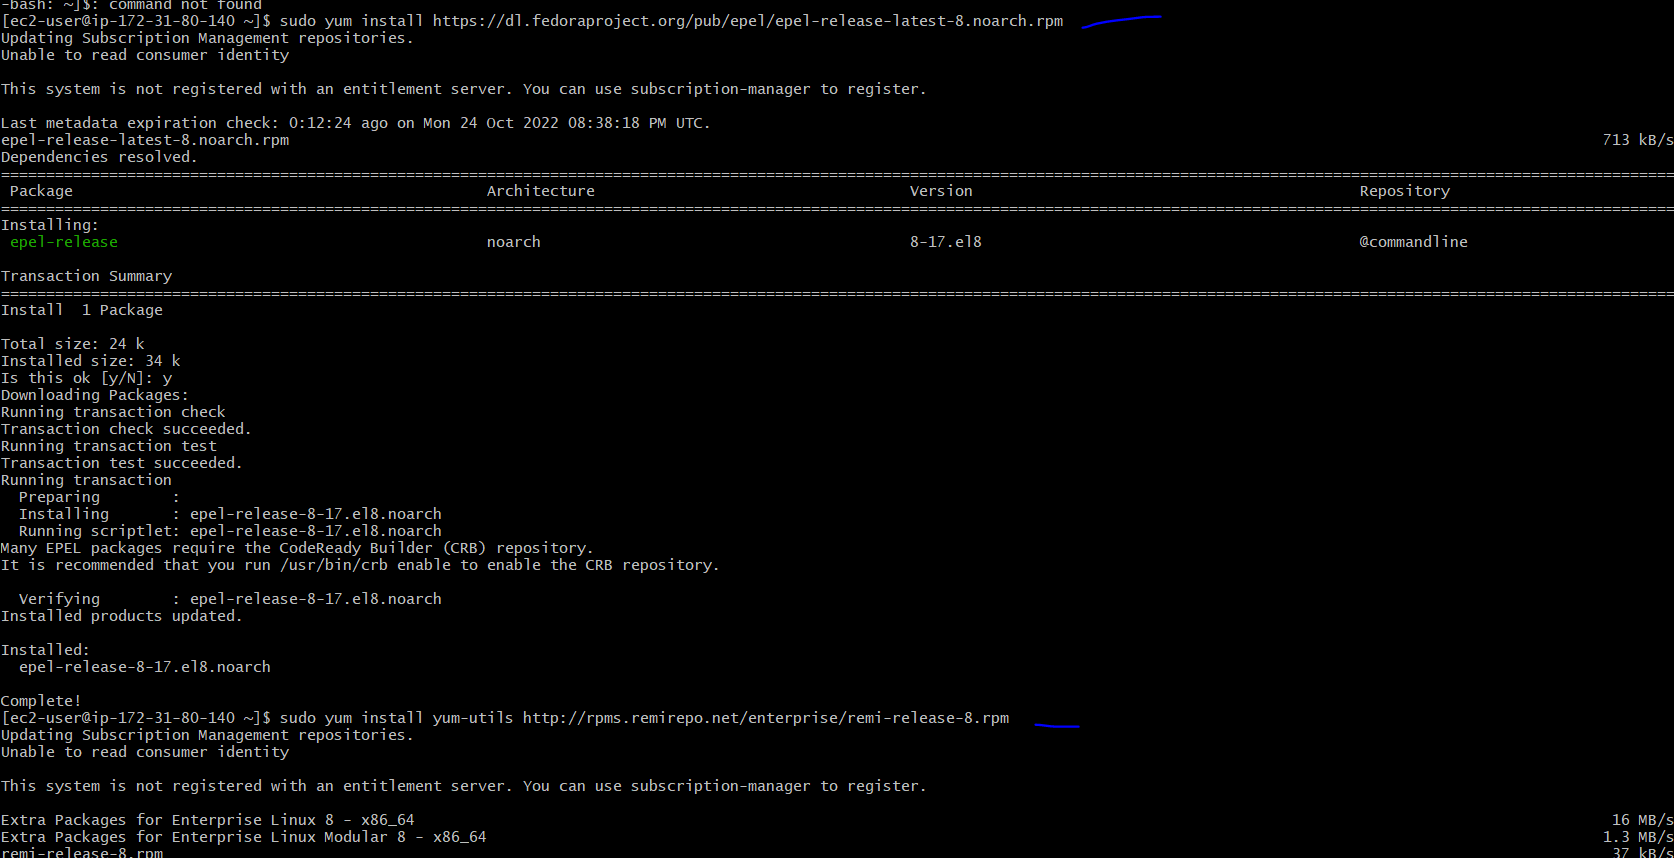 -bash: ~]$: command not found
[ec2-user@ip-172-31-80-140 ~]$ sudo yum install https://dl.fedoraproject.org/pub/epel/epel-release-latest-8.noarch.rpm
Updating Subscription Management repositories.
Unable to read consumer identity
This system is not registered with an entitlement server. You can use subscription-manager to register.
Last metadata expiration check: 0:12:24 ago on Mon 24 Oct 2022 08:38:18 PM UTC.
epel-release-latest-8.noarch.rpm 713 kB/s
Dependencies resolved.
Package Architecture Version Repository
Installing:
epel-release noarch 8-17.el8 @commandline
Transaction Summary
Install 1 Package
Total size: 24 k
Installed size: 34 k
Is this ok [y/N]: y
Downloading Packages:
Running transaction check
Transaction check succeeded.
Running transaction test
Transaction test succeeded.
Running transaction
Preparing :
Installing : epel-release-8-17.el8.noarch
Running scriptlet: epel-release-8-17.el8.noarch
Many EPEL packages require the CodeReady Builder (CRB) repository.
It is recommended that you run /usr/bin/crb enable to enable the CRB repository.
Verifying : epel-release-8-17.el8.noarch
Installed products updated.
Installed:
epel-release-8-17.el8.noarch
Complete!
[ec2-user@ip-172-31-80-140 ~]$ sudo yum install yum-utils http://rpms.remirepo.net/enterprise/remi-release-8.rpm
Updating Subscription Management repositories.
Unable to read consumer identity
This system is not registered with an entitlement server. You can use subscription-manager to register.
Extra Packages for Enterprise Linux 8 - x86_64 16 MB/s
Extra Packages for Enterprise Linux Modular 8 - x86_64 1.3 MB/s
remi-release-8.rpm 37 kB/s